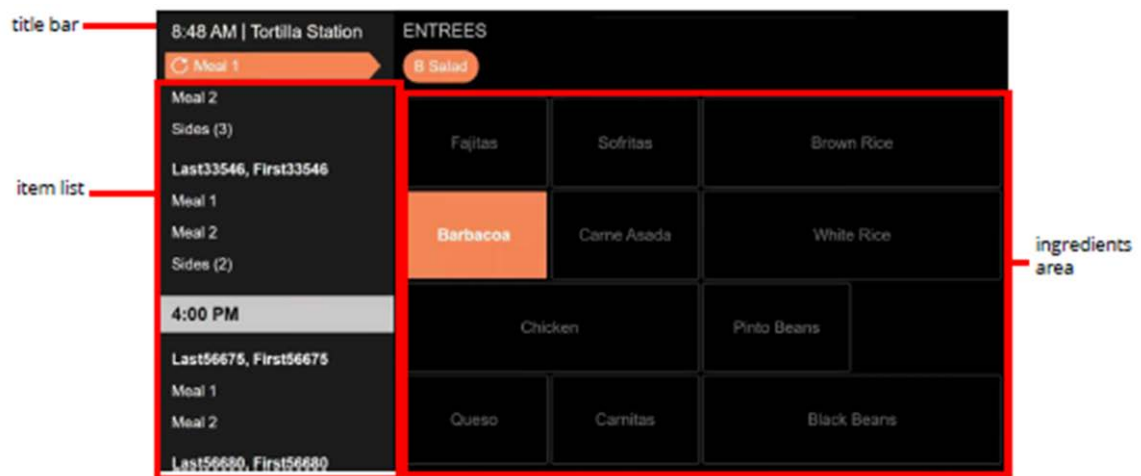 title bar
8:48 AM | Tortilla Station
ENTREES
Meal 1
B Salad
item list
Meal 2
Sides (3)
Last33546, First33546
Meal 1
Meal 2
Sides (2)
4:00 PM
Last56675, First56675
Meal 1
Meal 2
Last56680, First56680
Fajitas
Sofritas
Brown Rice
Barbacoa
Carne Asada
White Rice
Chicken
Pinto Beans
Queso
Carnitas
Black Beans
ingredients
area